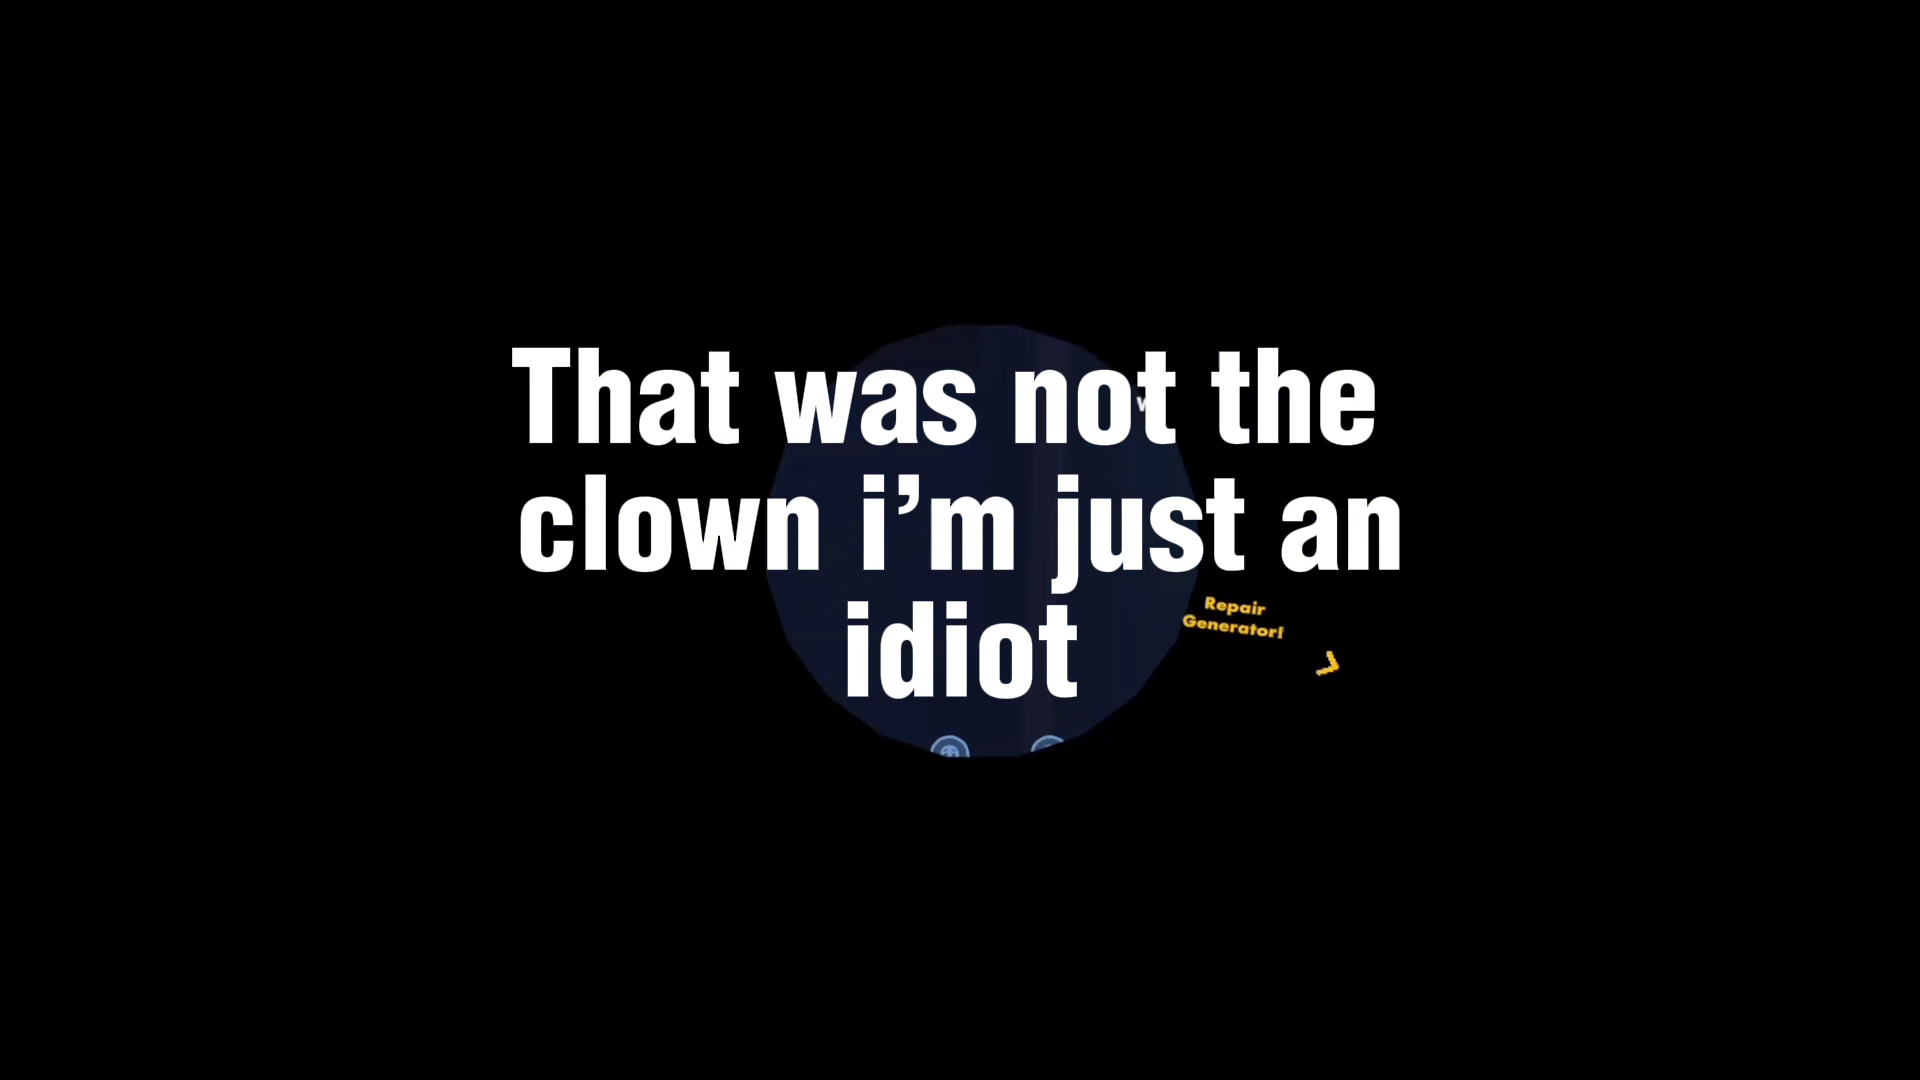 That was not the
clown i’m just an
idiot
Repair
Generator!